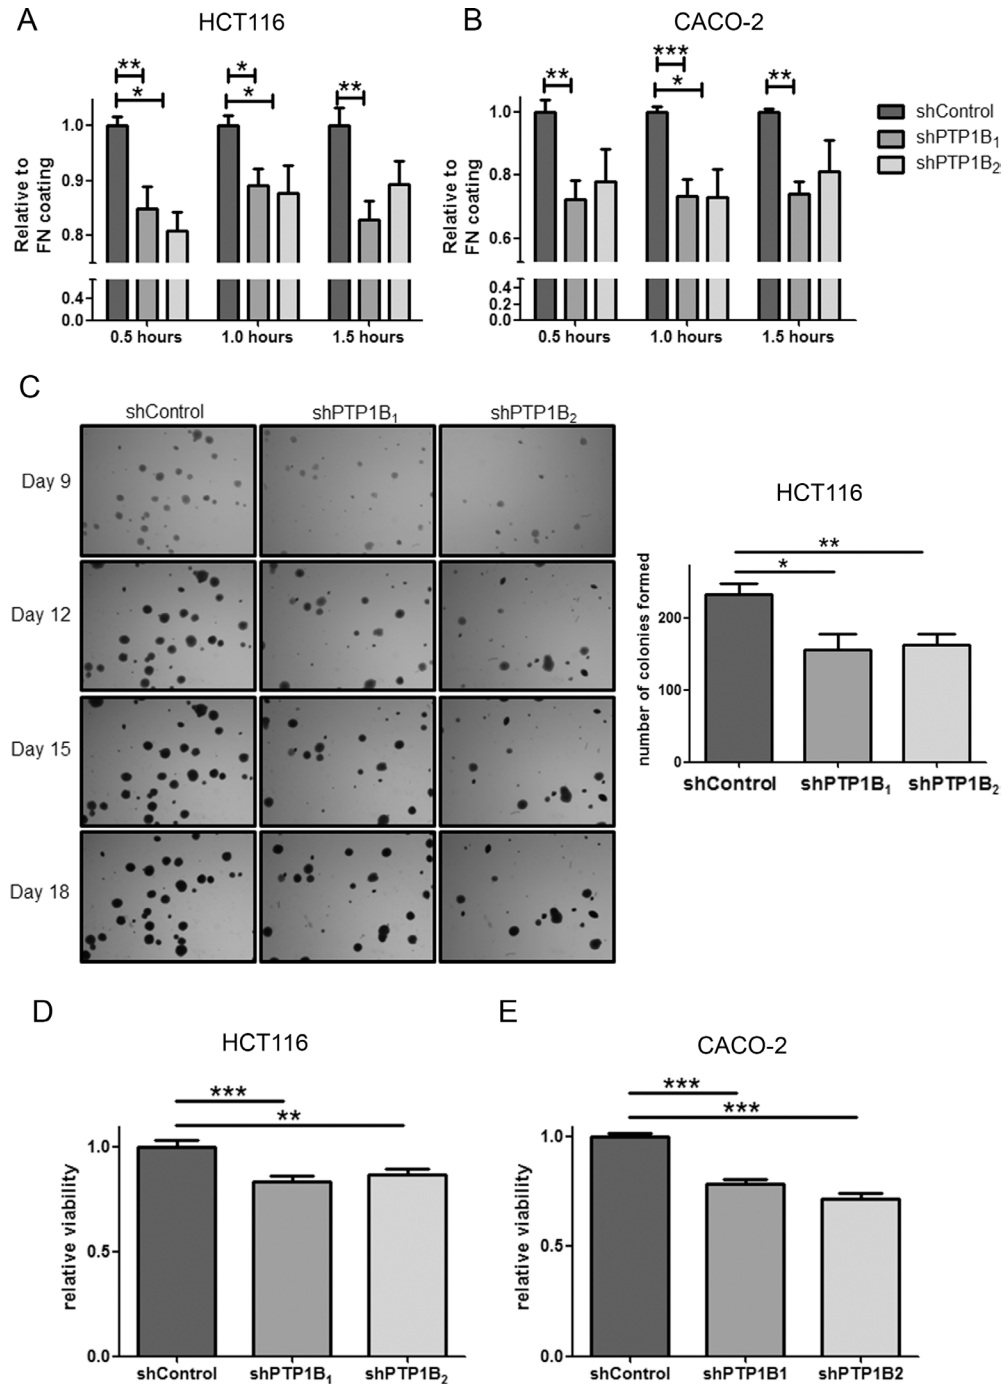 A
HCT116
** * * * **
Relative to
FN coating
1.0
0.9
0.8
0.4
0.0
0.5 hours 1.0 hours 1.5 hours
B
CACO-2
** *** * **
Relative to
FN coating
1.0
0.8
0.6
0.4
0.2
0.0
0.5 hours 1.0 hours 1.5 hours
shControl
shPTP1B1
shPTP1B2
C
shControl shPTP1B1 shPTP1B2
Day 9
Day 12
Day 15
Day 18
HCT116
**
*
number of colonies formed
200
100
0
shControl shPTP1B1 shPTP1B2
D
HCT116
***
**
relative viability
1.0
0.5
0.0
shControl shPTP1B1 shPTP1B2
E
CACO-2
***
***
relative viability
1.0
0.5
0.0
shControl shPTP1B1 shPTP1B2